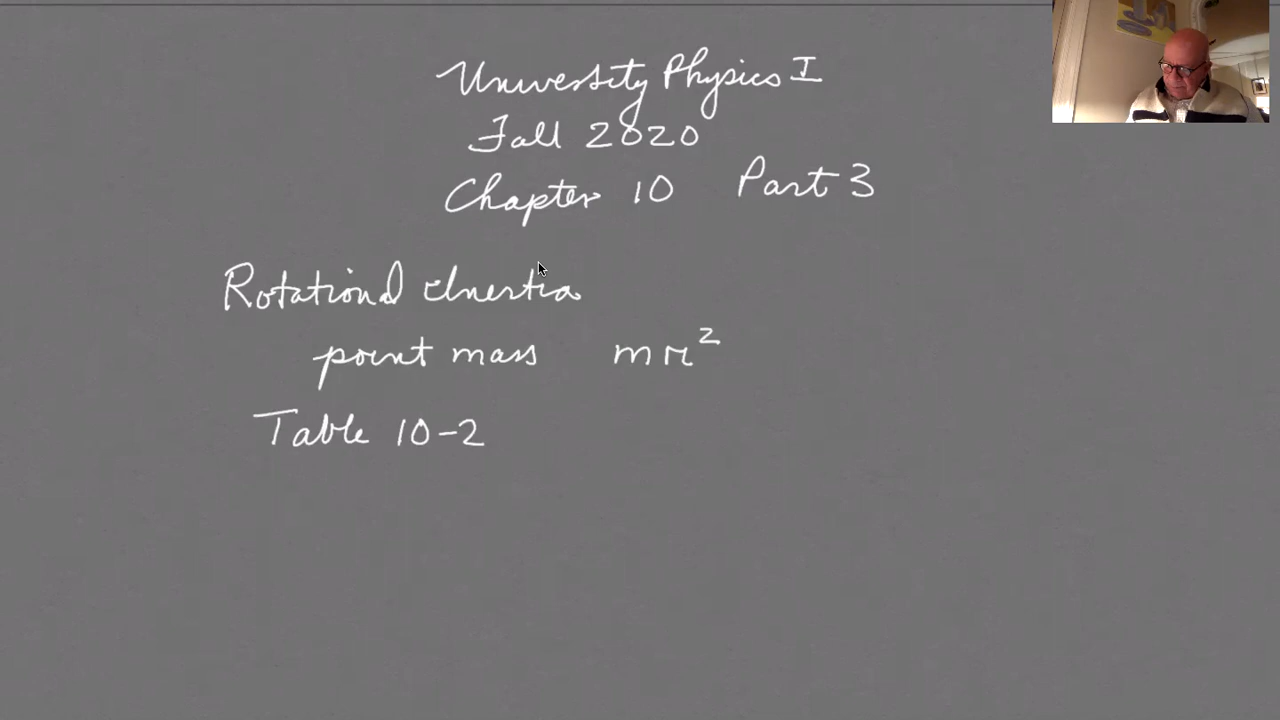 University Physics I
Fall 2020
Chapter 10 Part 3
Rotational Inertia
point mass mr²
Table 10-2